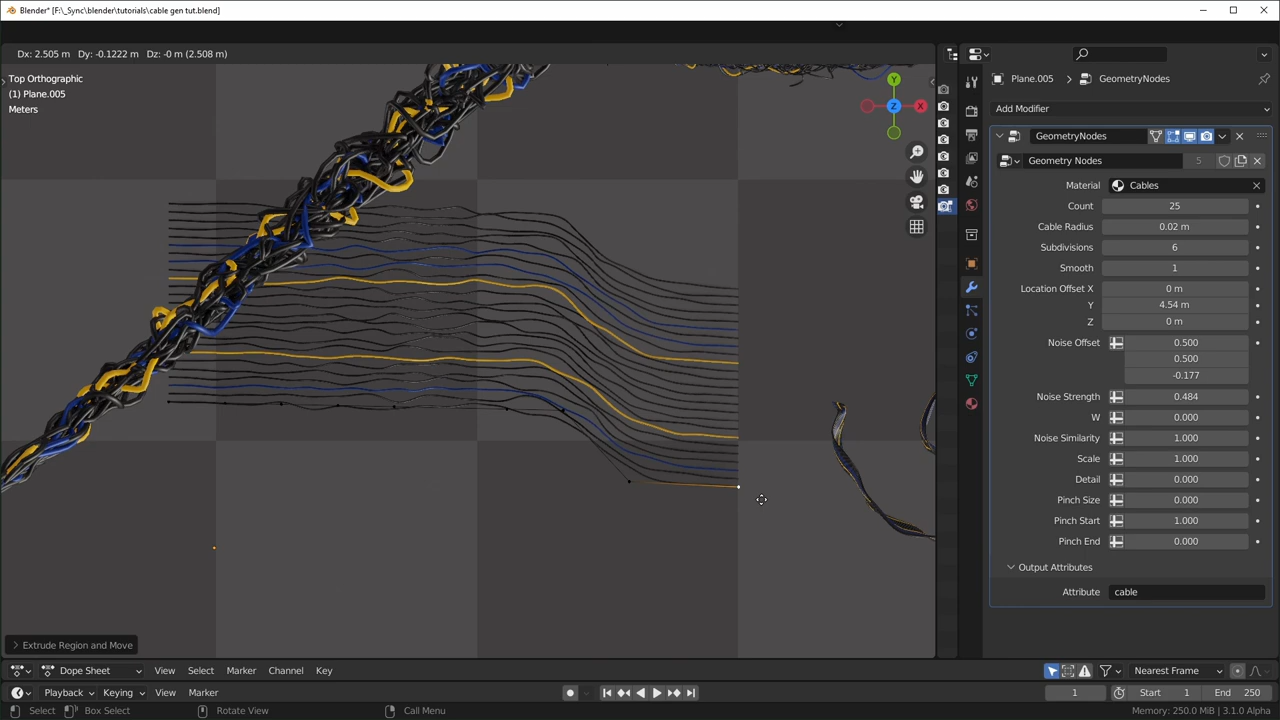 Blender* [F:\_Sync\blender\tutorials\cable gen tut.blend]
Dx: 2.505 m   Dy: -0.1222 m   Dz: -0 m (2.508 m)
Top Orthographic
(1) Plane.005
Meters
Y
X
Z
Plane.005 > GeometryNodes
Add Modifier
GeometryNodes
Geometry Nodes 5
Material Cables
Count 25
Cable Radius 0.02 m
Subdivisions 6
Smooth 1
Location Offset X 0 m
Y 4.54 m
Z 0 m
Noise Offset 0.500
0.500
-0.177
Noise Strength 0.484
W 0.000
Noise Similarity 1.000
Scale 1.000
Detail 0.000
Pinch Size 0.000
Pinch Start 1.000
Pinch End 0.000
Output Attributes
Attribute cable
> Extrude Region and Move
Dope Sheet View Select Marker Channel Key Nearest Frame
Playback Keying View Marker 1 Start 1 End 250
Select Box Select Rotate View Call Menu Memory: 250.0 MiB | 3.1.0 Alpha